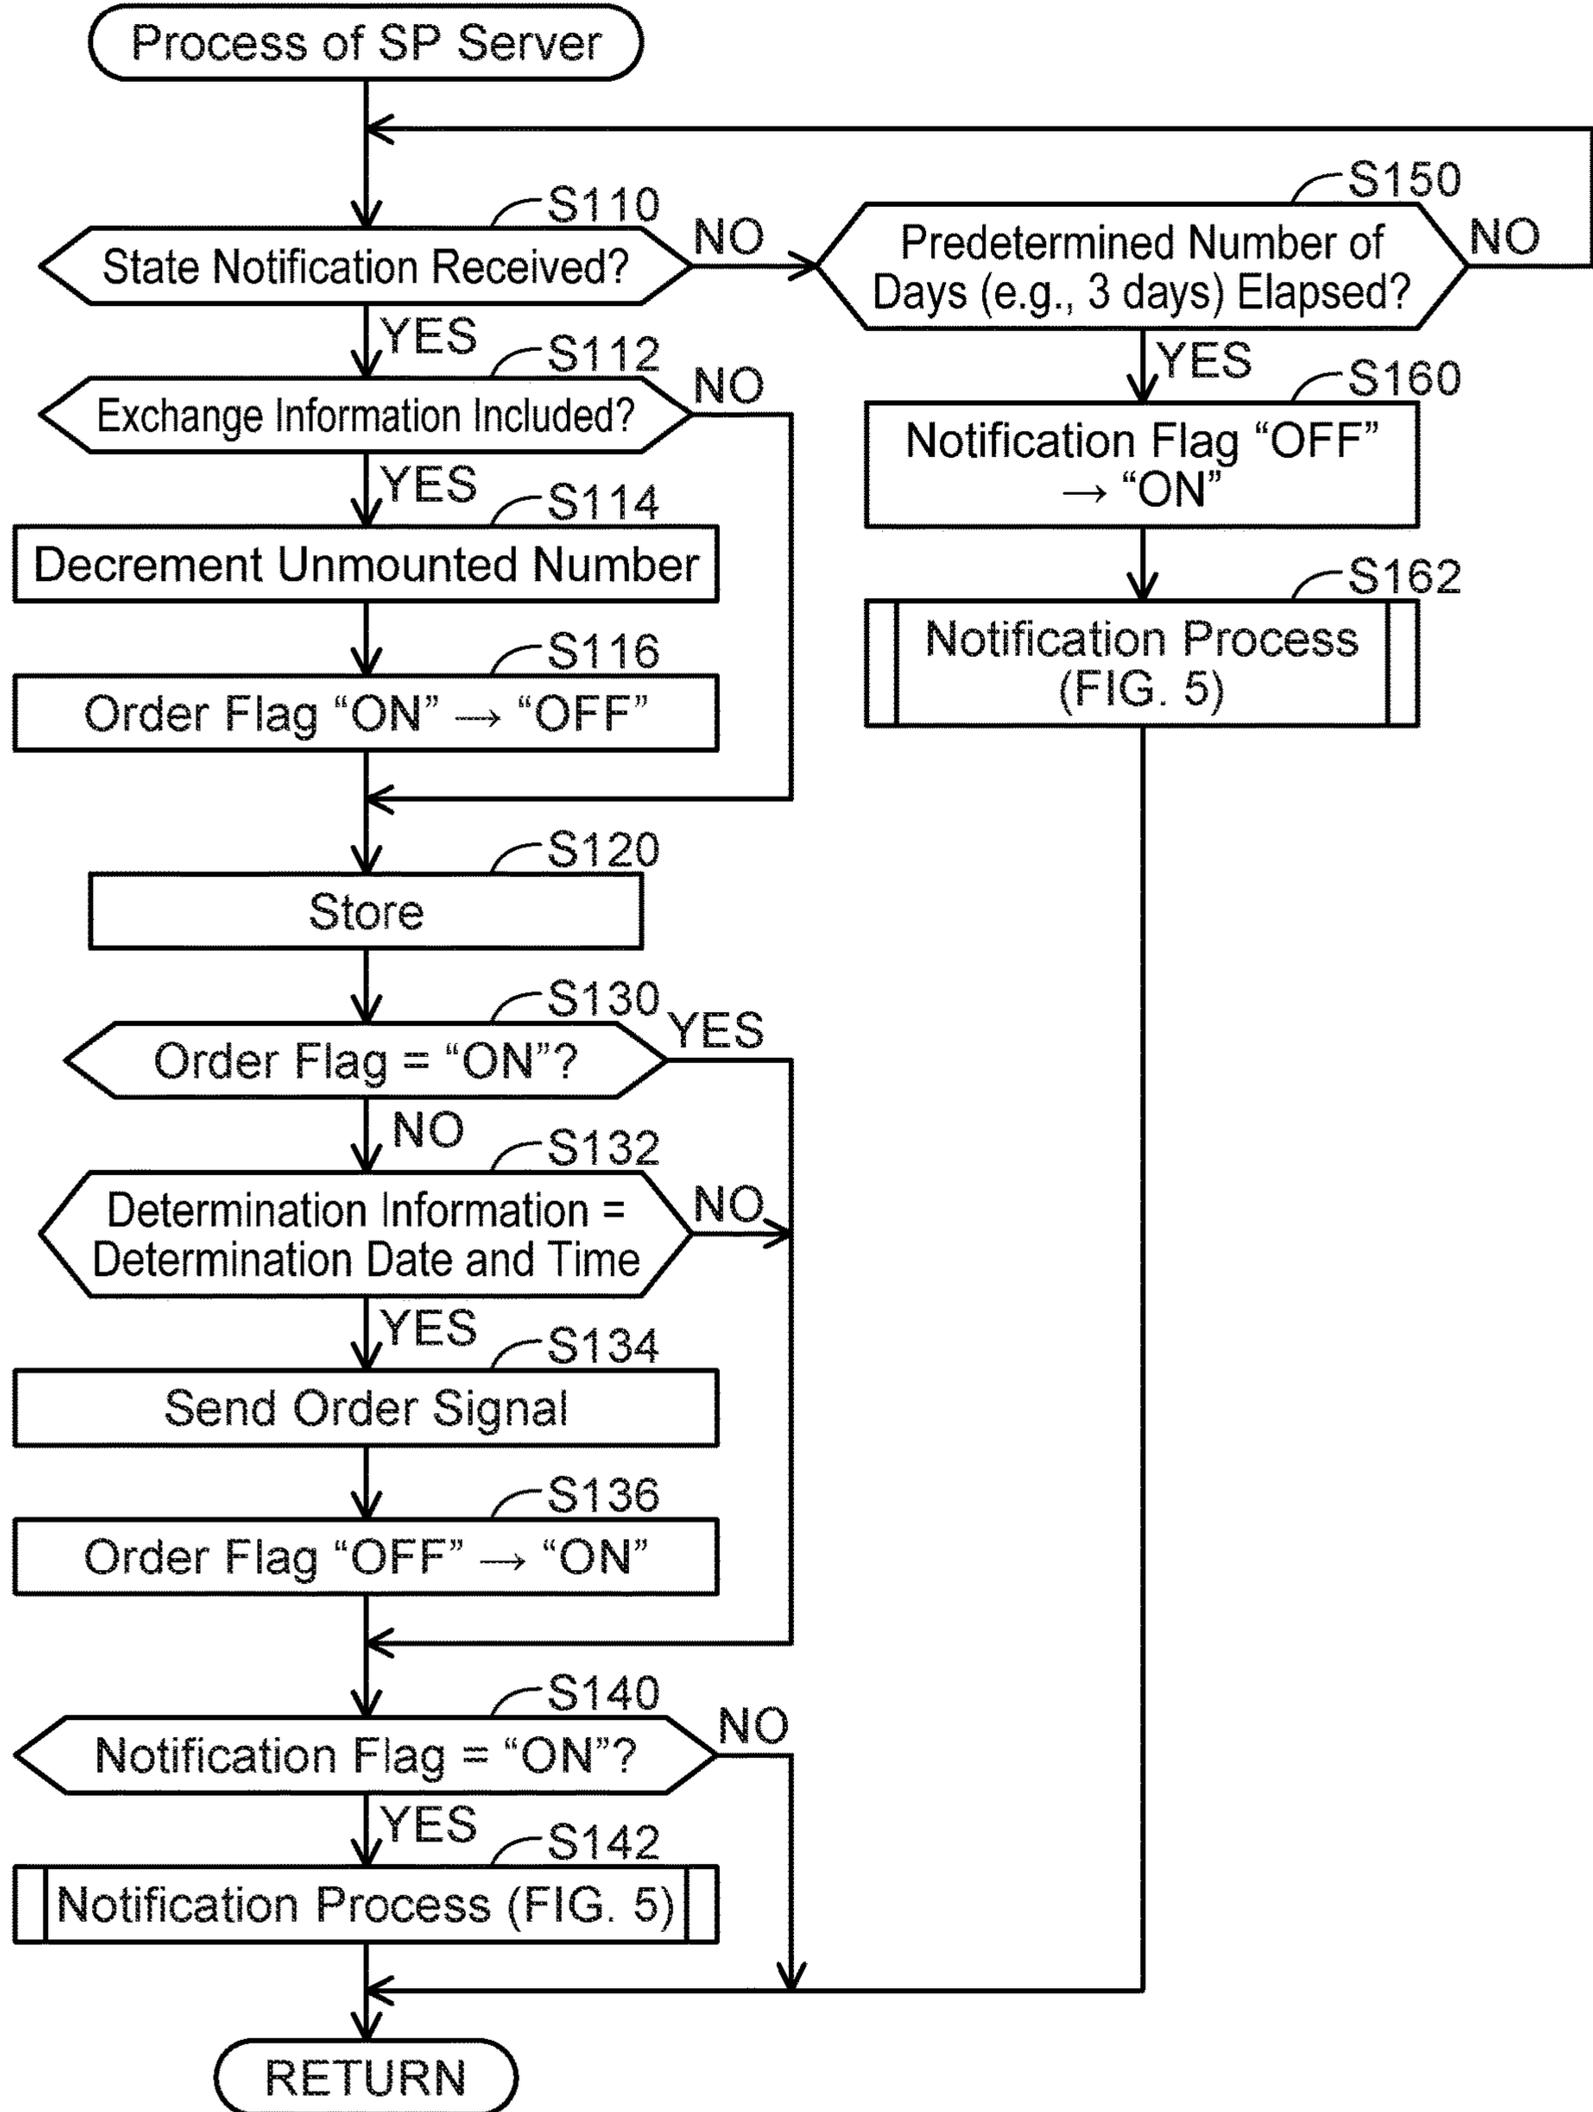 Process of SP Server
S110
State Notification Received?
NO
YES
S150
Predetermined Number of
Days (e.g., 3 days) Elapsed?
NO
YES
S112
Exchange Information Included?
NO
YES
S160
Notification Flag “OFF”
→ “ON”
S114
Decrement Unmounted Number
S162
Notification Process
(FIG. 5)
S116
Order Flag “ON” → “OFF”
S120
Store
S130
Order Flag = “ON”?
YES
NO
S132
Determination Information =
Determination Date and Time
NO
YES
S134
Send Order Signal
S136
Order Flag “OFF” → “ON”
S140
Notification Flag = “ON”?
NO
YES
S142
Notification Process (FIG. 5)
RETURN